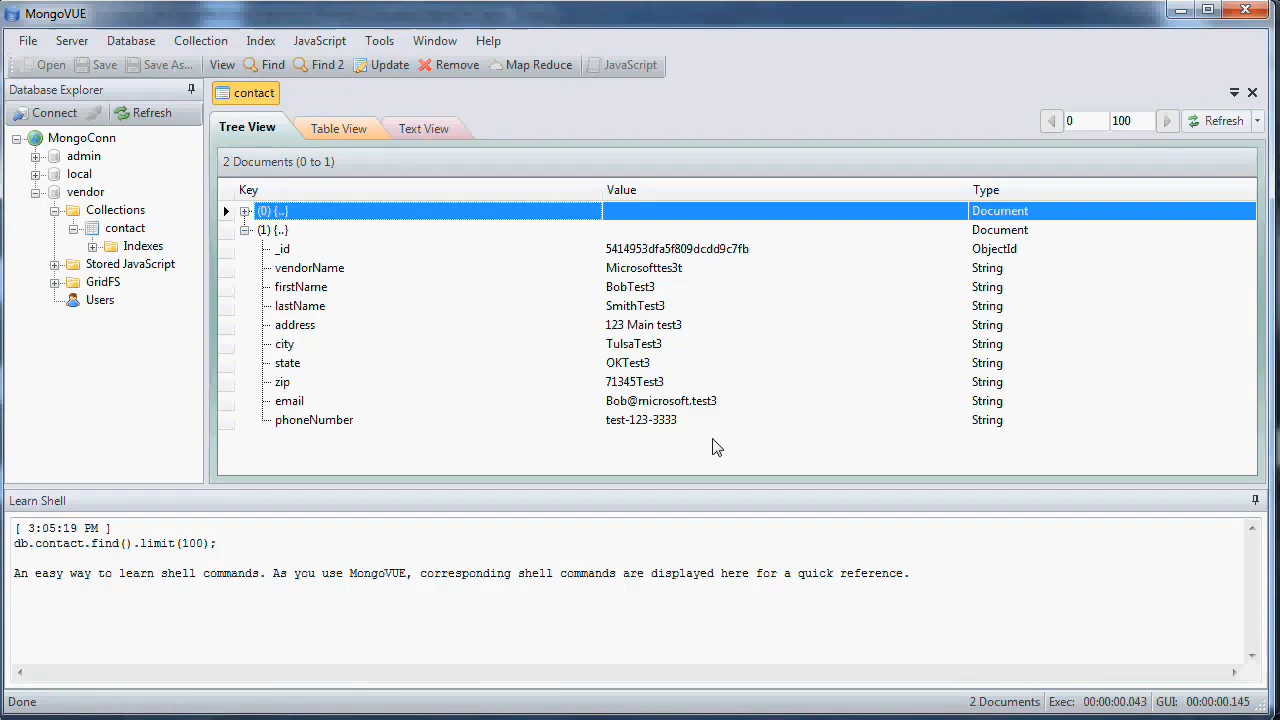 MongoVUE
File Server Database Collection Index JavaScript Tools Window Help
Open Save Save As... View Find Find 2 Update Remove Map Reduce JavaScript
Database Explorer
Connect Refresh
MongoConn
admin
local
vendor
Collections
contact
Indexes
Stored JavaScript
GridFS
Users
contact
Tree View Table View Text View 0 100 Refresh
2 Documents (0 to 1)
Key Value Type
(0) {..} Document
(1) {..} Document
_id 5414953dfa5f809dcdd9c7fb ObjectId
vendorName Microsofttes3t String
firstName BobTest3 String
lastName SmithTest3 String
address 123 Main test3 String
city TulsaTest3 String
state OKTest3 String
zip 71345Test3 String
email Bob@microsoft.test3 String
phoneNumber test-123-3333 String
Learn Shell
[ 3:05:19 PM ]
db.contact.find().limit(100);
An easy way to learn shell commands. As you use MongoVUE, corresponding shell commands are displayed here for a quick reference.
Done 2 Documents Exec: 00:00:00.043 GUI: 00:00:00.145